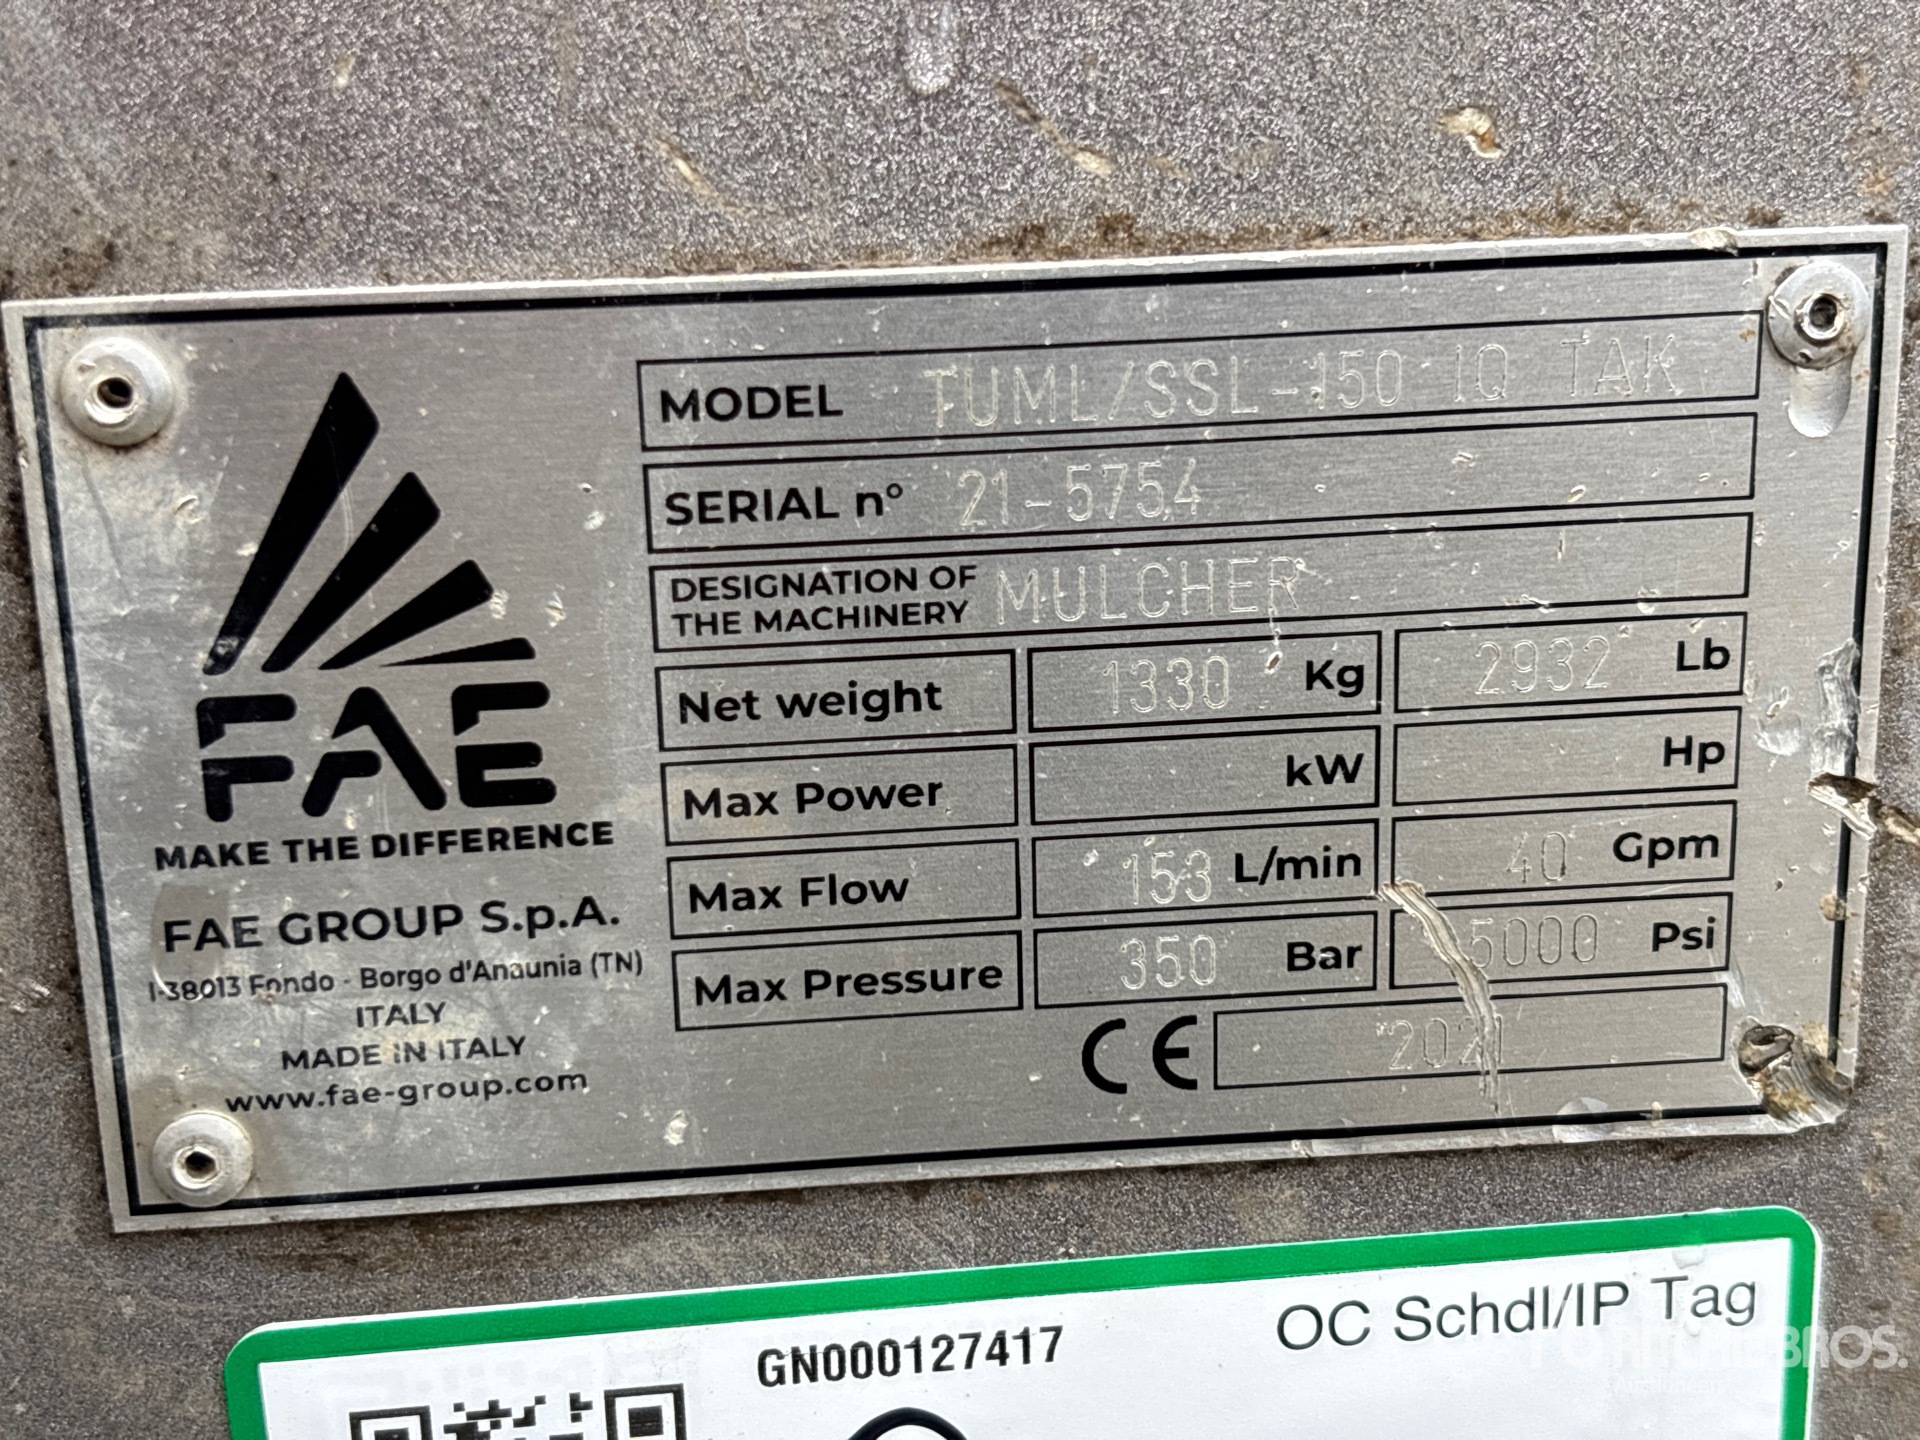 FAE
MAKE THE DIFFERENCE
FAE GROUP S.p.A.
I-38013 Fondo - Borgo d'Anaunia (TN)
ITALY
MADE IN ITALY
www.fae-group.com
MODEL TUML/SSL-150 IQ TAK
SERIAL n° 21-5754
DESIGNATION OF
THE MACHINERY MULCHER
Net weight 1330 Kg 2932 Lb
Max Power kW Hp
Max Flow 153 L/min 40 Gpm
Max Pressure 350 Bar 5000 Psi
CE 2021
OC Schdl/IP Tag
GN000127417
BROS.